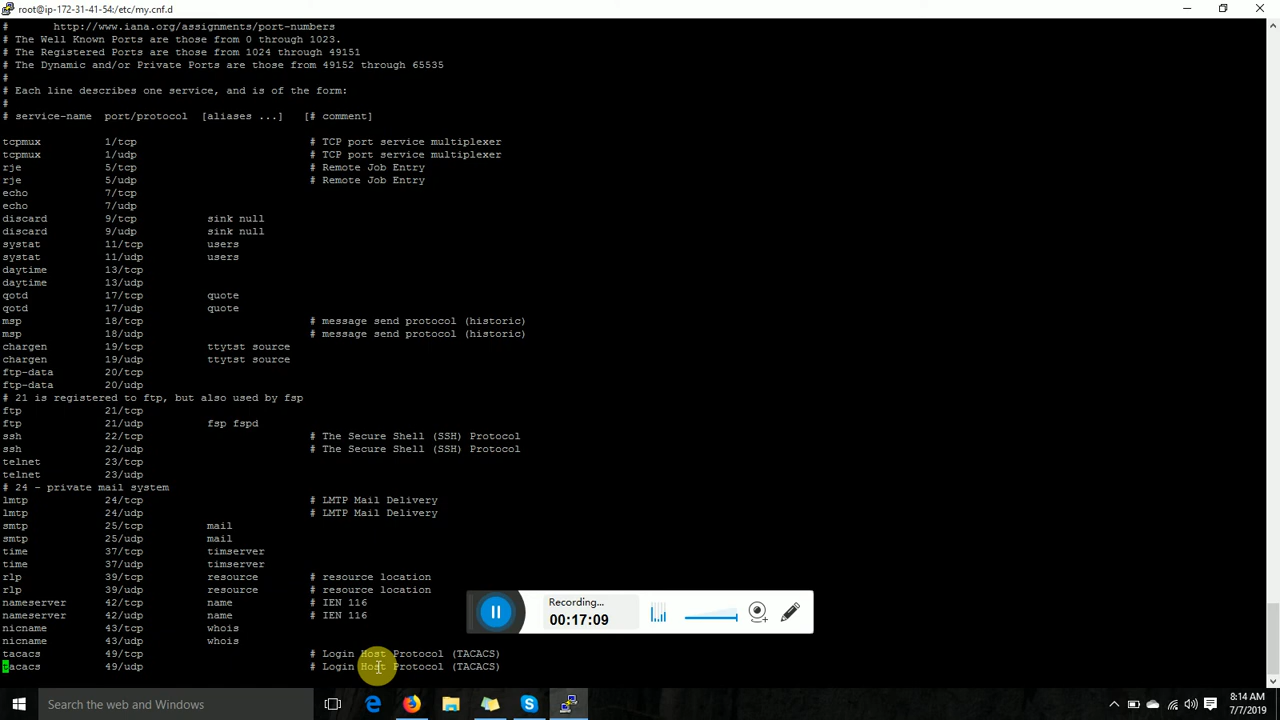 root@ip-172-31-41-54:/etc/my.cnf.d
#       http://www.iana.org/assignments/port-numbers
# The Well Known Ports are those from 0 through 1023.
# The Registered Ports are those from 1024 through 49151
# The Dynamic and/or Private Ports are those from 49152 through 65535
#
# Each line describes one service, and is of the form:
#
# service-name  port/protocol  [aliases ...]   [# comment]
tcpmux          1/tcp                           # TCP port service multiplexer
tcpmux          1/udp                           # TCP port service multiplexer
rje             5/tcp                           # Remote Job Entry
rje             5/udp                           # Remote Job Entry
echo            7/tcp
echo            7/udp
discard         9/tcp           sink null
discard         9/udp           sink null
systat          11/tcp          users
systat          11/udp          users
daytime         13/tcp
daytime         13/udp
qotd            17/tcp          quote
qotd            17/udp          quote
msp             18/tcp                          # message send protocol (historic)
msp             18/udp                          # message send protocol (historic)
chargen         19/tcp          ttytst source
chargen         19/udp          ttytst source
ftp-data        20/tcp
ftp-data        20/udp
# 21 is registered to ftp, but also used by fsp
ftp             21/tcp
ftp             21/udp          fsp fspd
ssh             22/tcp                          # The Secure Shell (SSH) Protocol
ssh             22/udp                          # The Secure Shell (SSH) Protocol
telnet          23/tcp
telnet          23/udp
# 24 - private mail system
lmtp            24/tcp                          # LMTP Mail Delivery
lmtp            24/udp                          # LMTP Mail Delivery
smtp            25/tcp          mail
smtp            25/udp          mail
time            37/tcp          timserver
time            37/udp          timserver
rlp             39/tcp          resource        # resource location
rlp             39/udp          resource        # resource location
nameserver      42/tcp          name            # IEN 116
nameserver      42/udp          name            # IEN 116
nicname         43/tcp          whois
nicname         43/udp          whois
tacacs          49/tcp                          # Login Host Protocol (TACACS)
tacacs          49/udp                          # Login Host Protocol (TACACS)
Recording...
00:17:09
Search the web and Windows
8:14 AM
7/7/2019